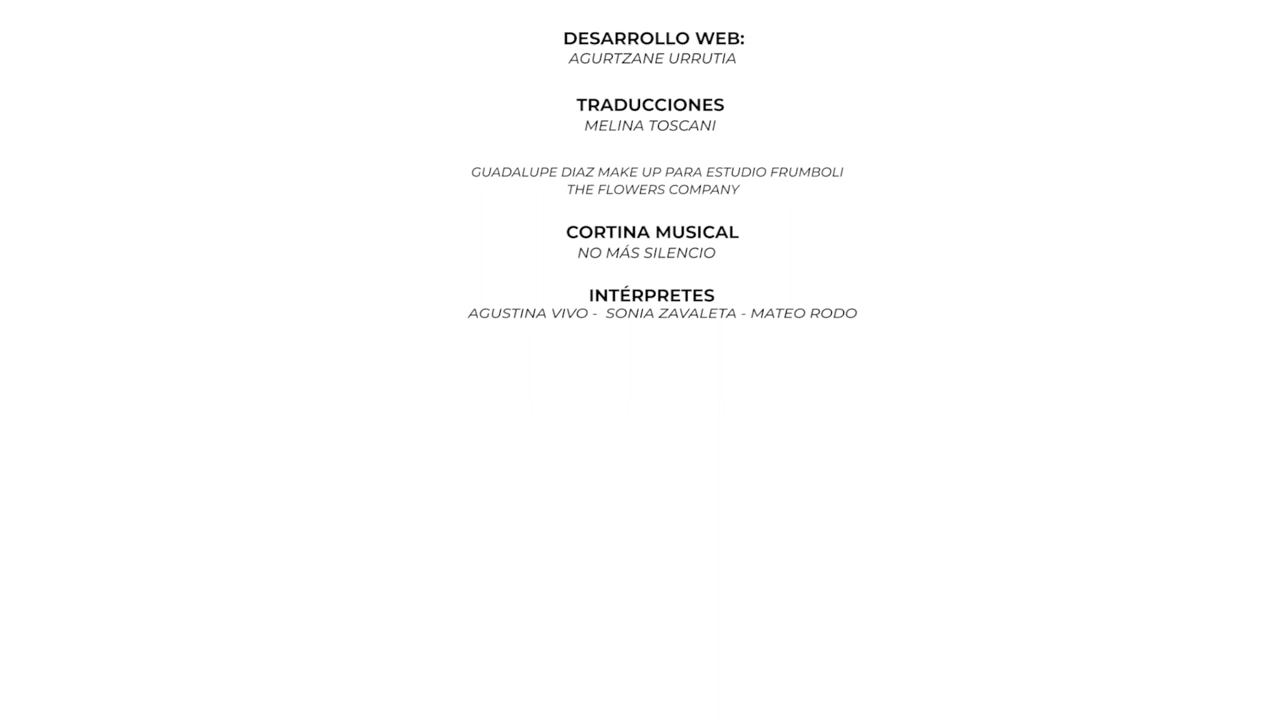 DESARROLLO WEB:
AGURTZANE URRUTIA
TRADUCCIONES
MELINA TOSCANI
GUADALUPE DIAZ MAKE UP PARA ESTUDIO FRUMBOLI
THE FLOWERS COMPANY
CORTINA MUSICAL
NO MÁS SILENCIO
INTÉRPRETES
AGUSTINA VIVO - SONIA ZAVALETA - MATEO RODO